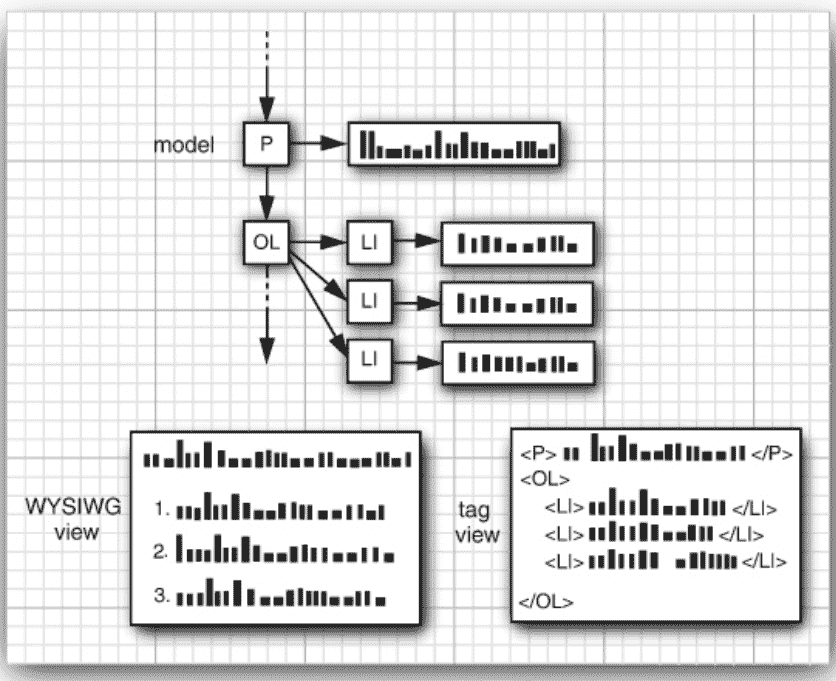 model
P
OL
LI
LI
LI
WYSIWG
view
1.
2.
3.
tag
view
<P> </P>
<OL>
<LI> </LI>
<LI> </LI>
<LI> </LI>
</OL>